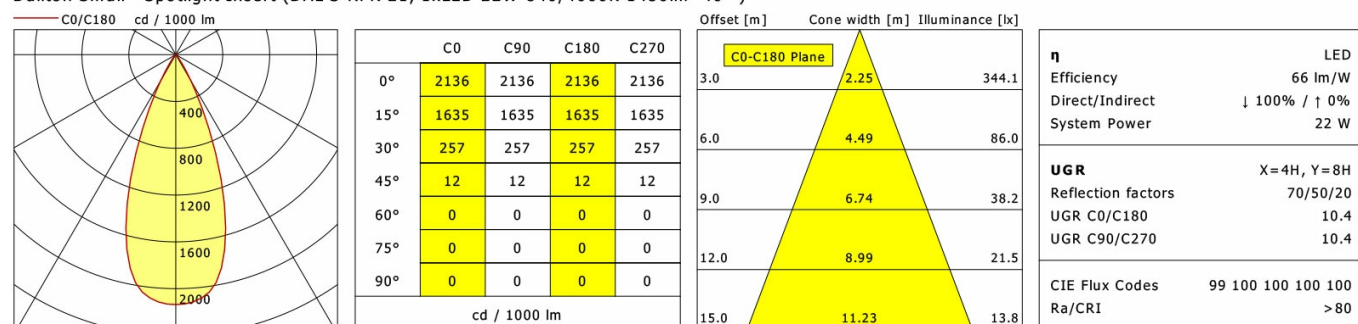 C0/C180 cd / 1000 lm
400
800
1200
1600
2000
C0 C90 C180 C270
0° 2136 2136 2136 2136
15° 1635 1635 1635 1635
30° 257 257 257 257
45° 12 12 12 12
60° 0 0 0 0
75° 0 0 0 0
90° 0 0 0 0
cd / 1000 lm
Offset [m] Cone width [m] Illuminance [lx]
C0-C180 Plane
3.0 2.25 344.1
6.0 4.49 86.0
9.0 6.74 38.2
12.0 8.99 21.5
15.0 11.23 13.8
η LED
Efficiency 66 lm/W
Direct/Indirect ↓ 100% / ↑ 0%
System Power 22 W
UGR X=4H, Y=8H
Reflection factors 70/50/20
UGR C0/C180 10.4
UGR C90/C270 10.4
CIE Flux Codes 99 100 100 100 100
Ra/CRI >80